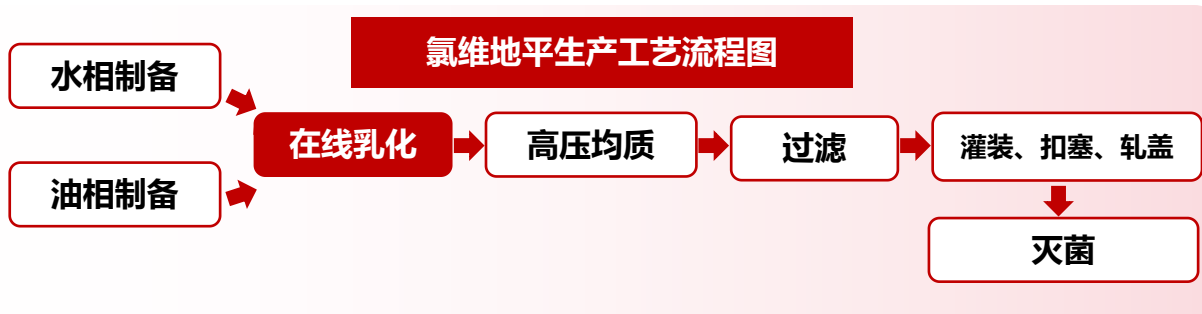 氯维地平生产工艺流程图
水相制备
油相制备
在线乳化
高压均质
过滤
灌装、扣塞、轧盖
灭菌